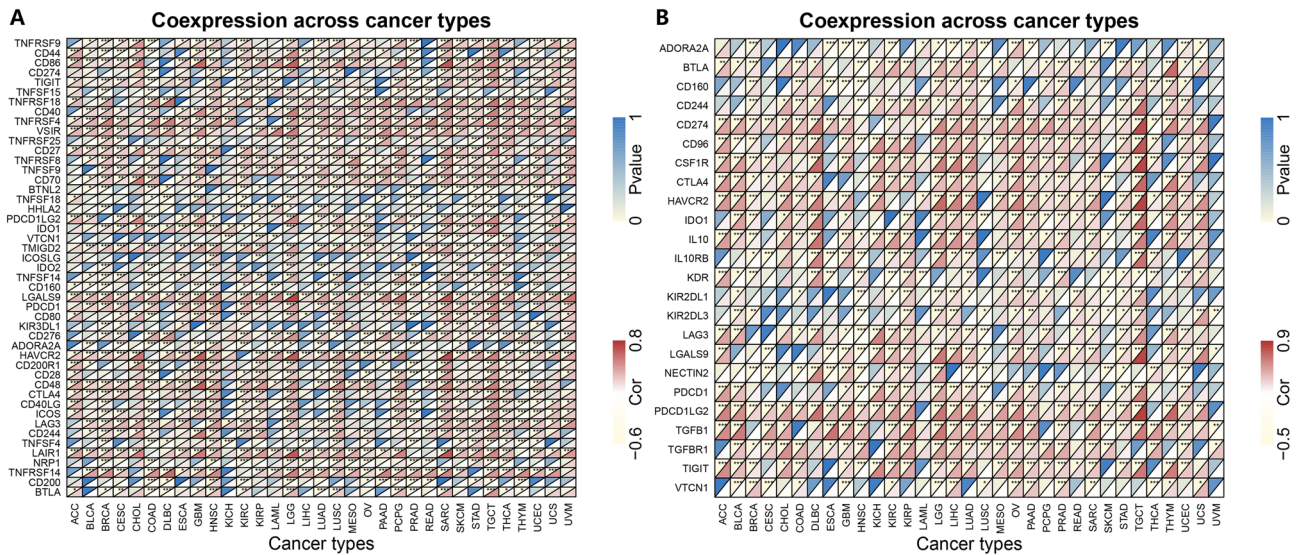 A
Coexpression across cancer types
TNFRSF9
CD44
CD86
CD274
TIGIT
TNFSF15
TNFRSF18
CD40
TNFRSF4
VSIR
TNFRSF25
CD27
TNFRSF8
TNFSF9
CD70
BTNL2
TNFSF18
HHLA2
PDCD1LG2
IDO1
VTCN1
TMIGD2
ICOSLG
IDO2
TNFSF14
CD160
LGALS9
PDCD1
CD80
KIR3DL1
CD276
ADORA2A
HAVCR2
CD200R1
CD28
CD48
CTLA4
CD40LG
ICOS
LAG3
CD244
TNFSF4
LAIR1
NRP1
TNFRSF14
CD200
BTLA
ACC BLCA BRCA CESC CHOL COAD DLBC ESCA GBM HNSC KICH KIRC KIRP LAML LGG LIHC LUAD LUSC MESO OV PAAD PCPG PRAD READ SARC SKCM STAD TGCT THCA THYM UCEC UCS UVM
Cancer types
0 Pvalue 1
-0.6 Cor 0.8
B
Coexpression across cancer types
ADORA2A
BTLA
CD160
CD244
CD274
CD96
CSF1R
CTLA4
HAVCR2
IDO1
IL10
IL10RB
KDR
KIR2DL1
KIR2DL3
LAG3
LGALS9
NECTIN2
PDCD1
PDCD1LG2
TGFB1
TGFBR1
TIGIT
VTCN1
ACC BLCA BRCA CESC CHOL COAD DLBC ESCA GBM HNSC KICH KIRC KIRP LAML LGG LIHC LUAD LUSC MESO OV PAAD PCPG PRAD READ SARC SKCM STAD TGCT THCA THYM UCEC UCS UVM
Cancer types
0 Pvalue 1
-0.5 Cor 0.9